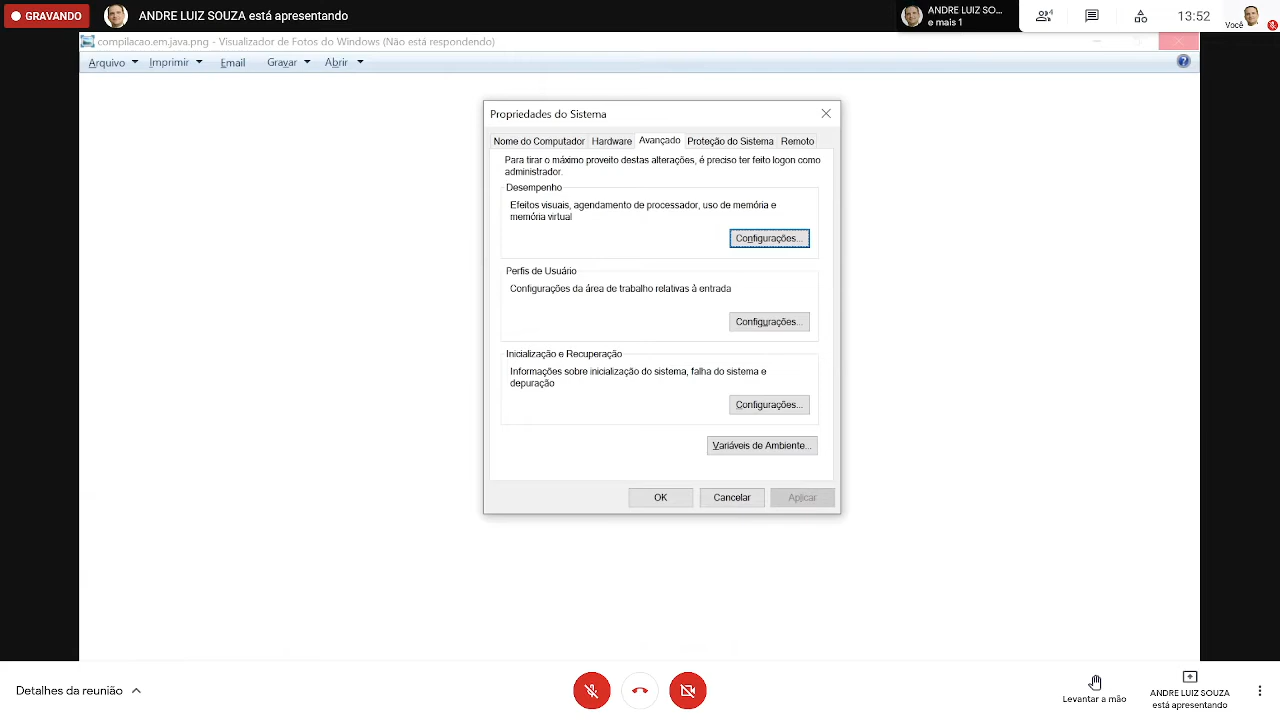 GRAVANDO
ANDRE LUIZ SOUZA está apresentando
ANDRE LUIZ SO...
e mais 1
4
13:52
Você
compilacao.em.java.png - Visualizador de Fotos do Windows (Não está respondendo)
Arquivo Imprimir Email Gravar Abrir
?
Propriedades do Sistema
Nome do Computador Hardware Avançado Proteção do Sistema Remoto
Para tirar o máximo proveito destas alterações, é preciso ter feito logon como
administrador.
Desempenho
Efeitos visuais, agendamento de processador, uso de memória e
memória virtual
Configurações...
Perfis de Usuário
Configurações da área de trabalho relativas à entrada
Configurações...
Inicialização e Recuperação
Informações sobre inicialização do sistema, falha do sistema e
depuração
Configurações...
Variáveis de Ambiente...
OK Cancelar Aplicar
Detalhes da reunião
Levantar a mão
ANDRE LUIZ SOUZA
está apresentando